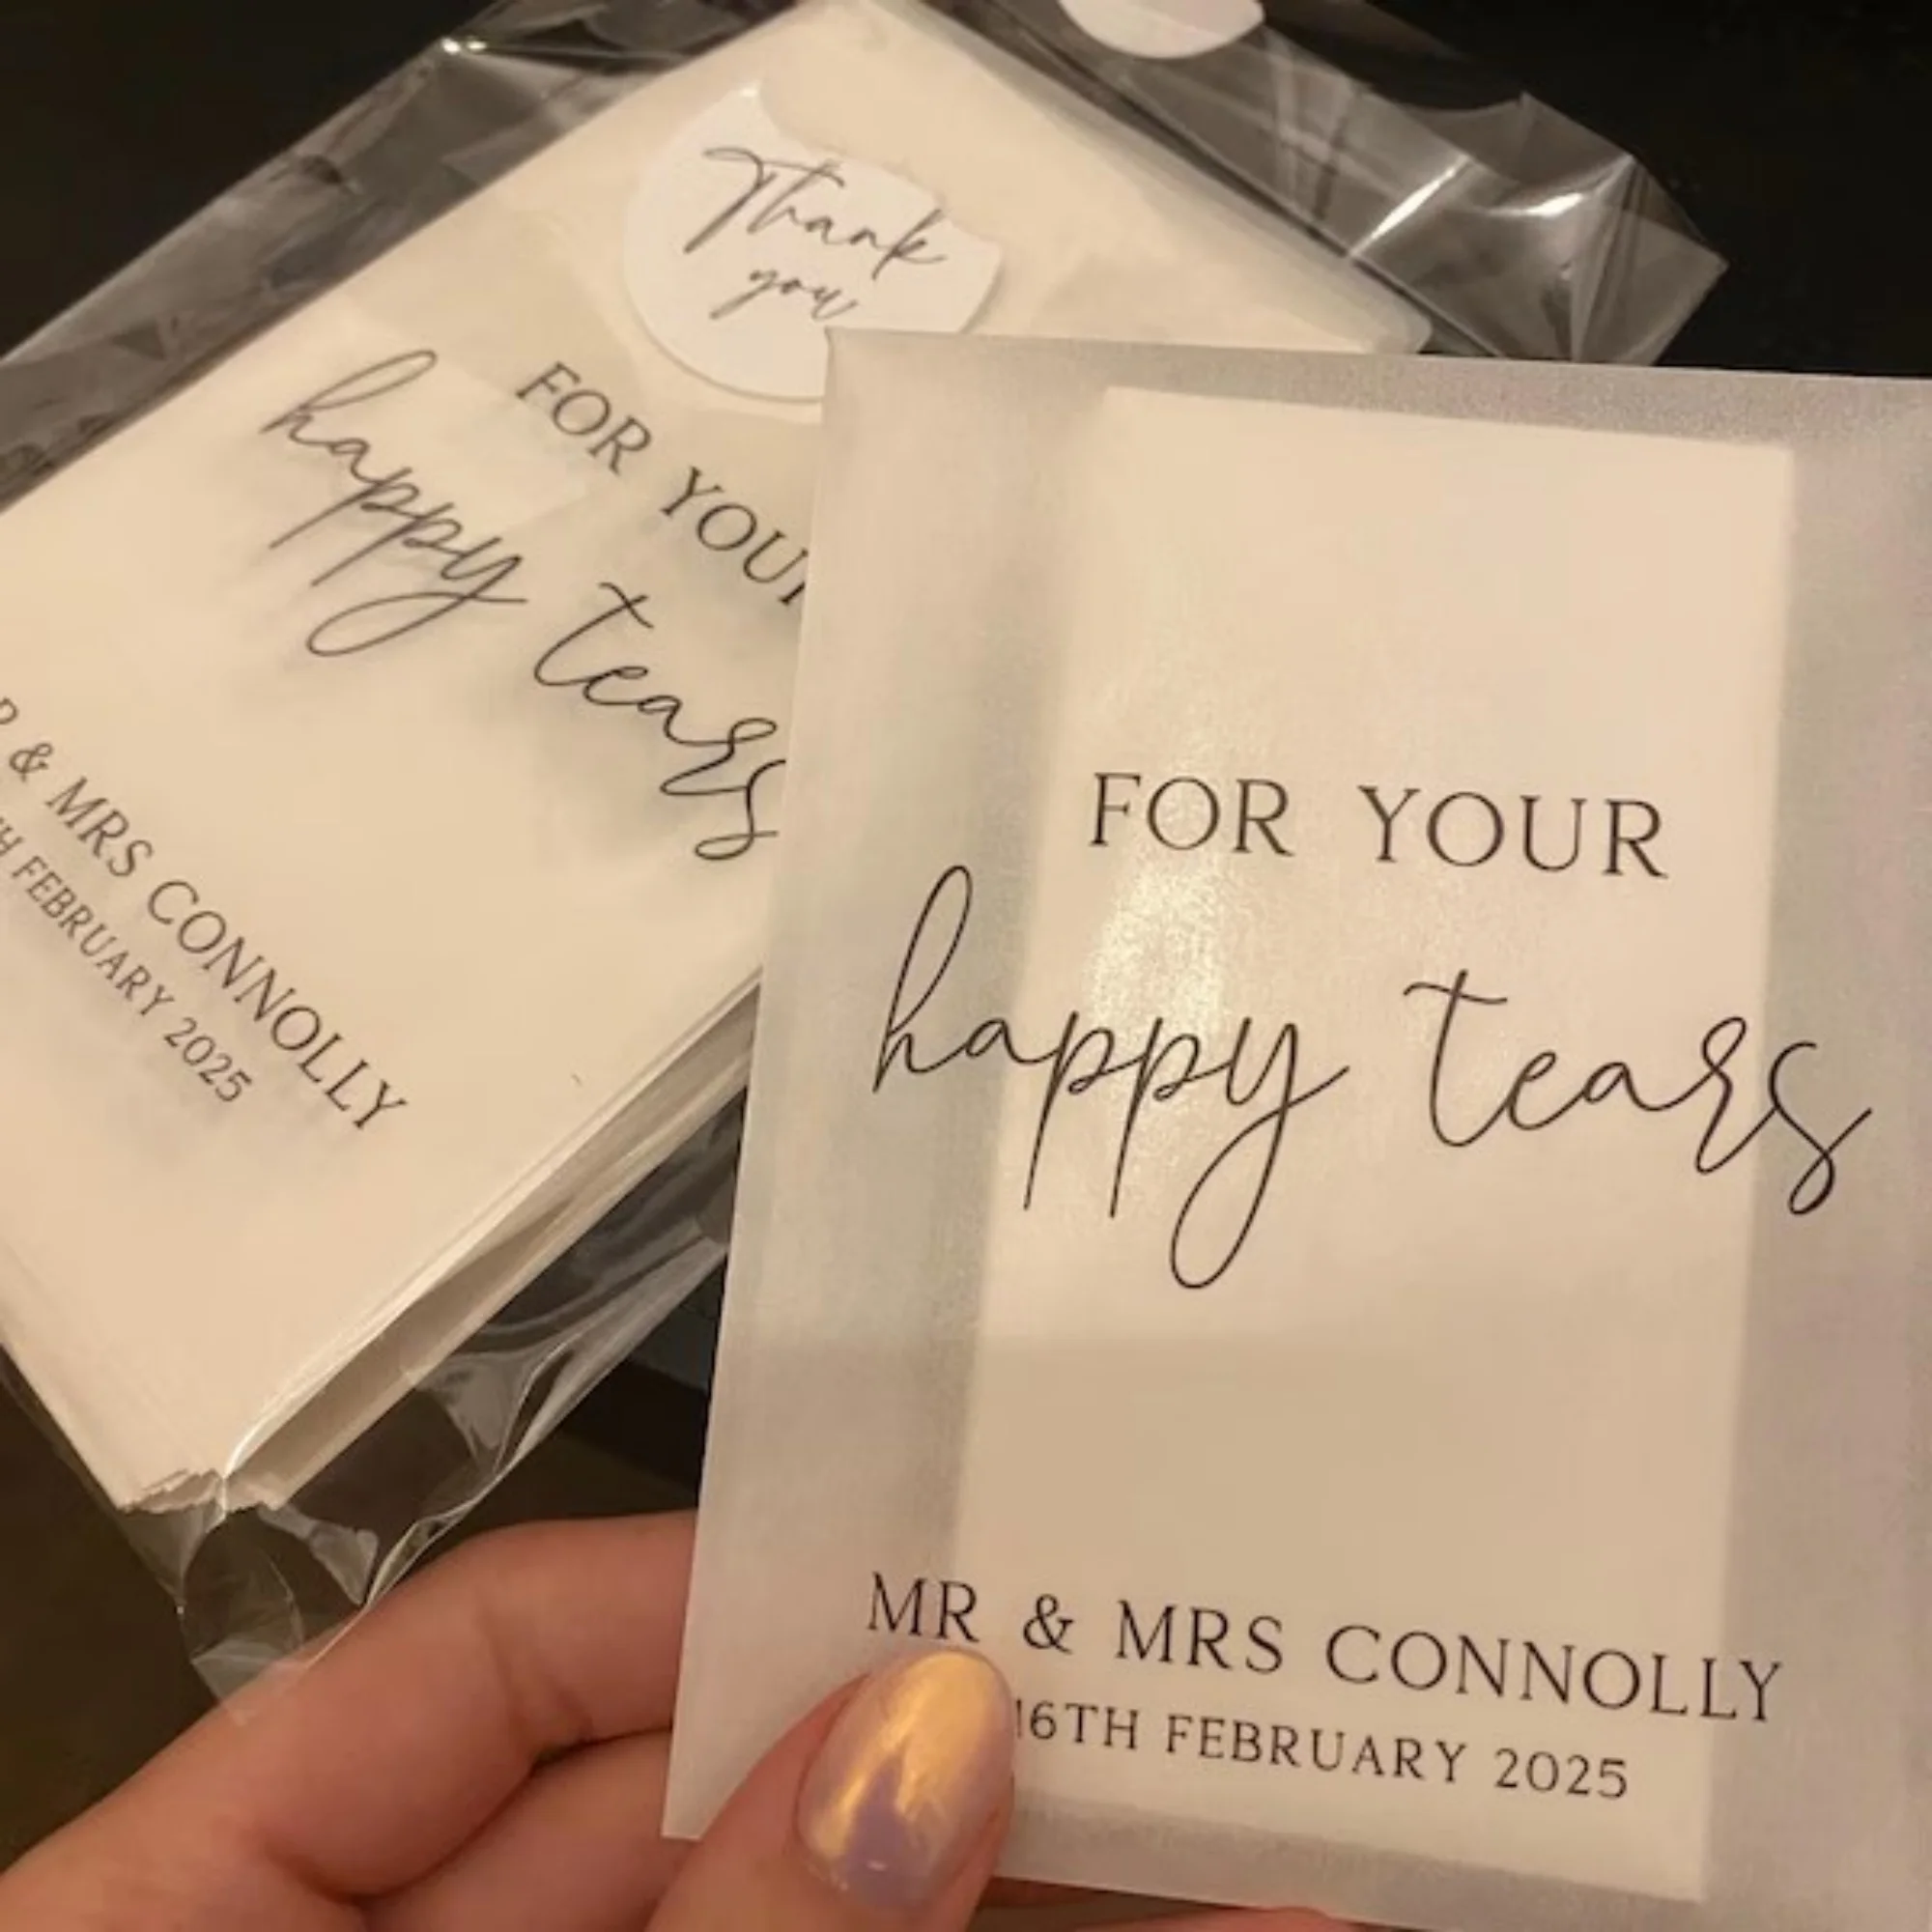 Thank
you
FOR YOUR
happy tears
& MRS CONNOLLY
FEBRUARY 2025
FOR YOUR
happy tears
MR & MRS CONNOLLY
16TH FEBRUARY 2025